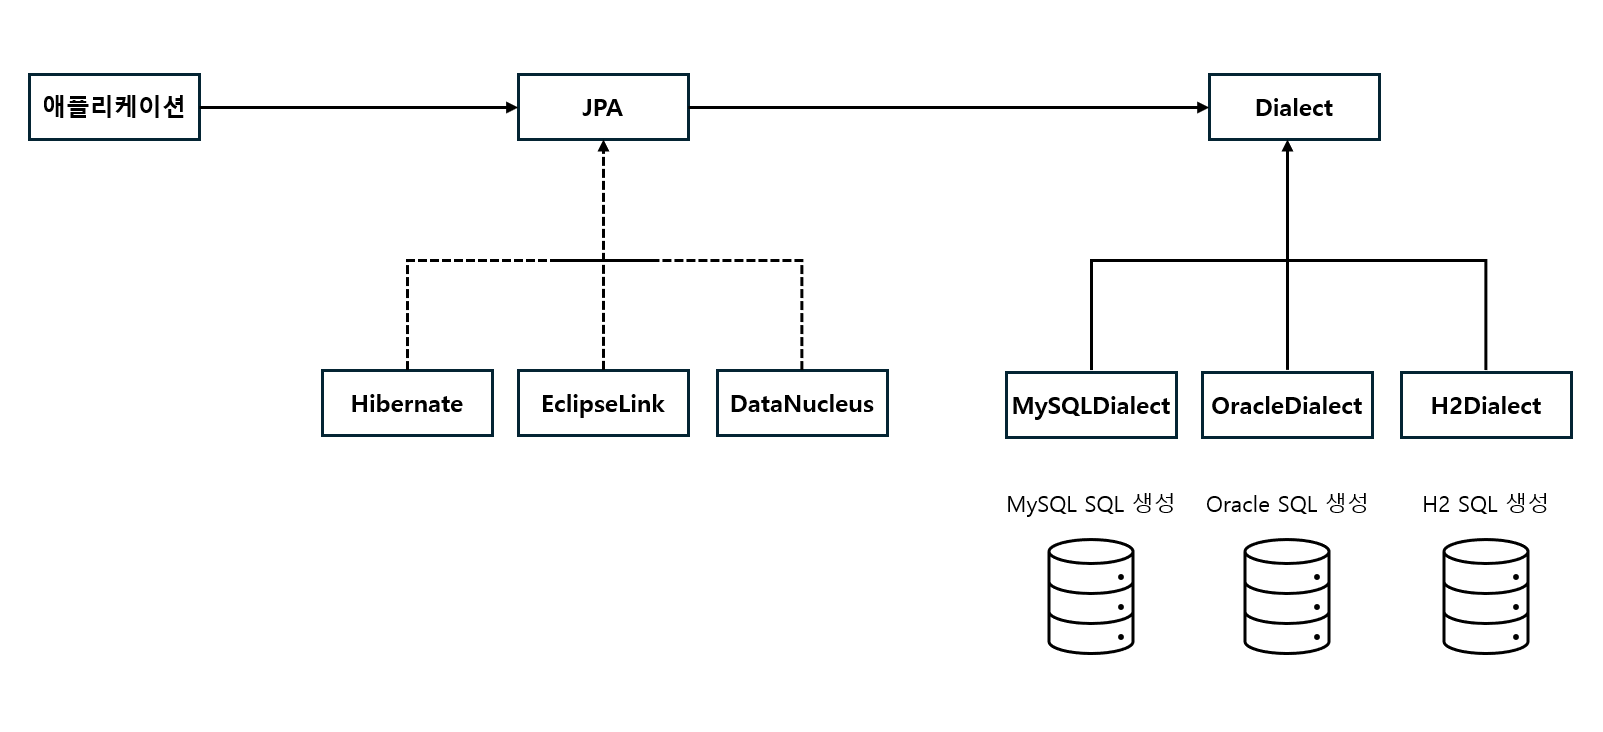 애플리케이션
JPA
Dialect
Hibernate
EclipseLink
DataNucleus
MySQLDialect
OracleDialect
H2Dialect
MySQL SQL 생성
Oracle SQL 생성
H2 SQL 생성